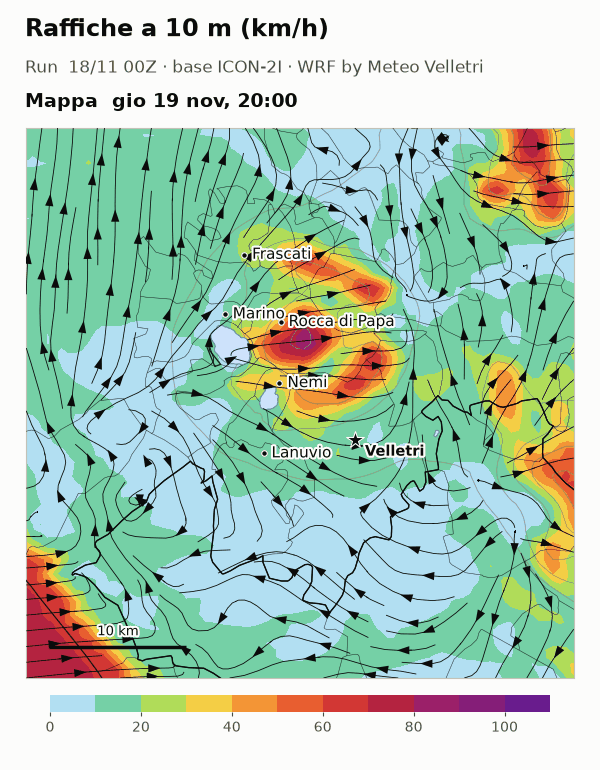 Raffiche a 10 m (km/h)
Run  18/11 00Z · base ICON-2I · WRF by Meteo Velletri
Mappa  gio 19 nov, 20:00
Frascati
Marino
Rocca di Papa
Nemi
Velletri
Lanuvio
10 km
0 20 40 60 80 100